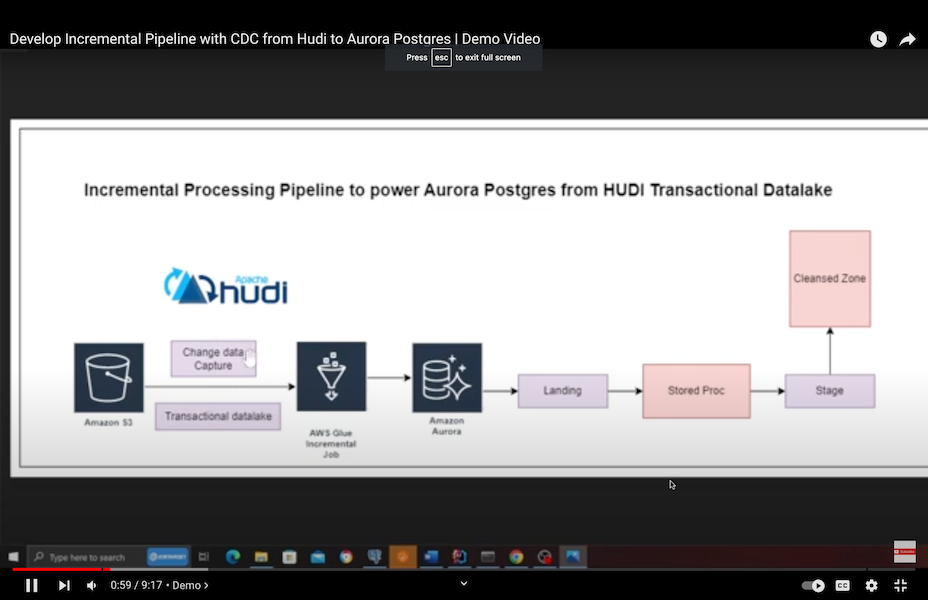 Develop Incremental Pipeline with CDC from Hudi to Aurora Postgres | Demo Video
Press esc to exit full screen
Incremental Processing Pipeline to power Aurora Postgres from HUDI Transactional Datalake
Apache
hudi
Cleansed Zone
Change data
Capture
Transactional datalake
Amazon S3
AWS Glue
Incremental
Job
Amazon
Aurora
Landing
Stored Proc
Stage
Type here to search
0:59 / 9:17 • Demo
CC